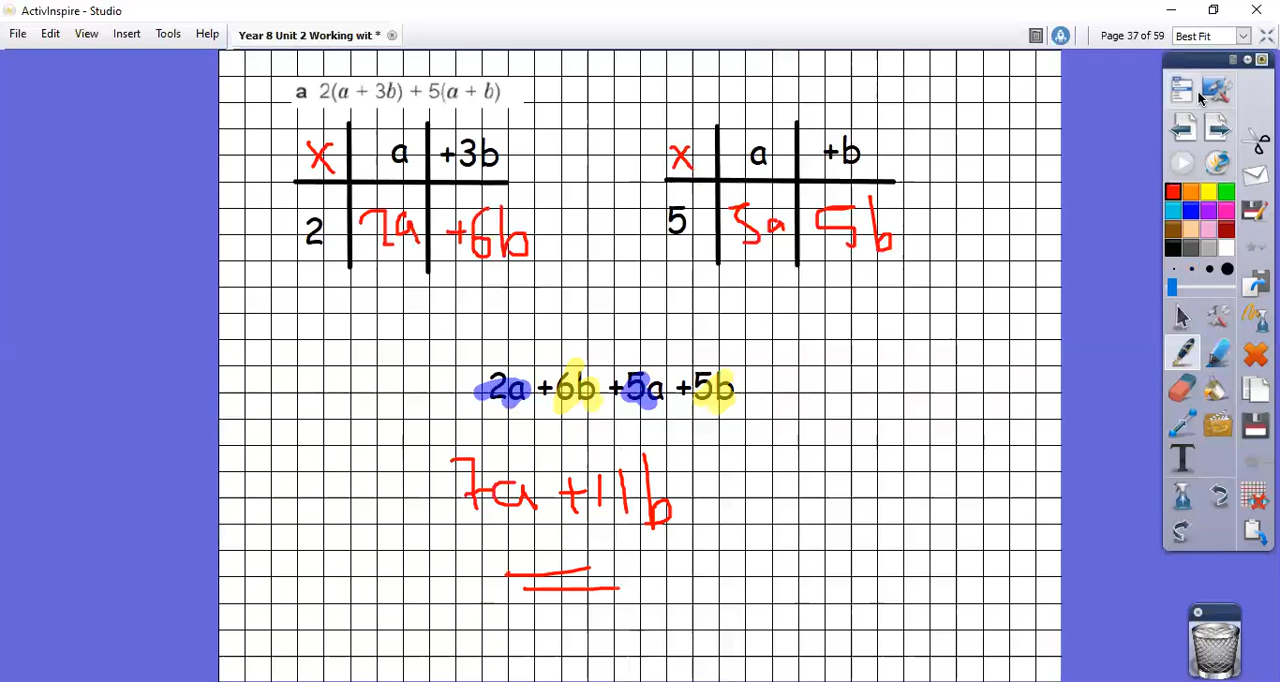 ActivInspire - Studio
File Edit View Insert Tools Help Year 8 Unit 2 Working wit * Page 37 of 59 Best Fit
a 2(a + 3b) + 5(a + b)
x a +3b
2 2a +6b
x a +b
5 5a 5b
2a +6b +5a +5b
7a +11b
T